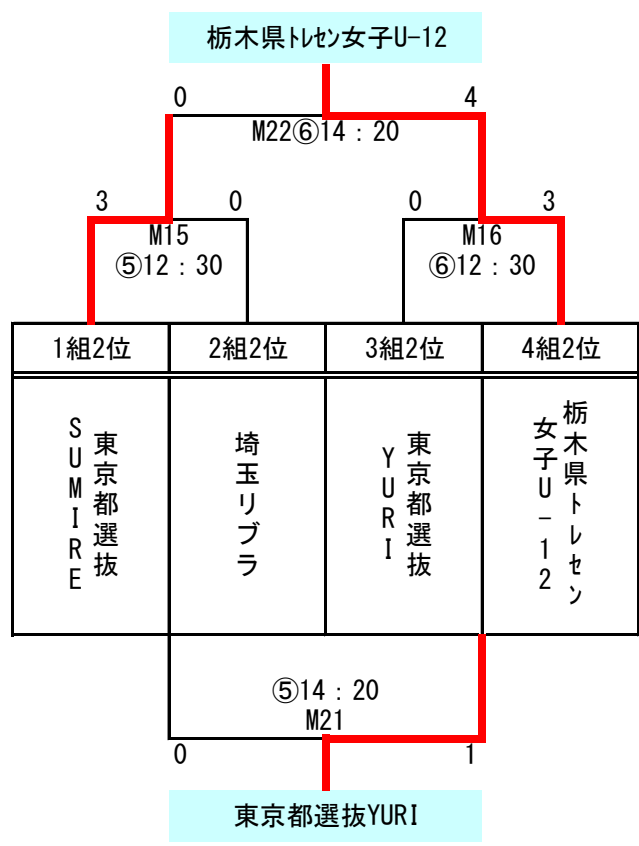 栃木県ﾄﾚｾﾝ女子U-12
0 4
M22⑥14：20
3 0 0 3
M15 M16
⑤12：30 ⑥12：30
1組2位 2組2位 3組2位 4組2位
東京都選抜
SUMIRE
埼玉リブラ
東京都選抜
YURI
栃木県トレセン
女子U-12
⑤14：20
M21
0 1
東京都選抜YURI